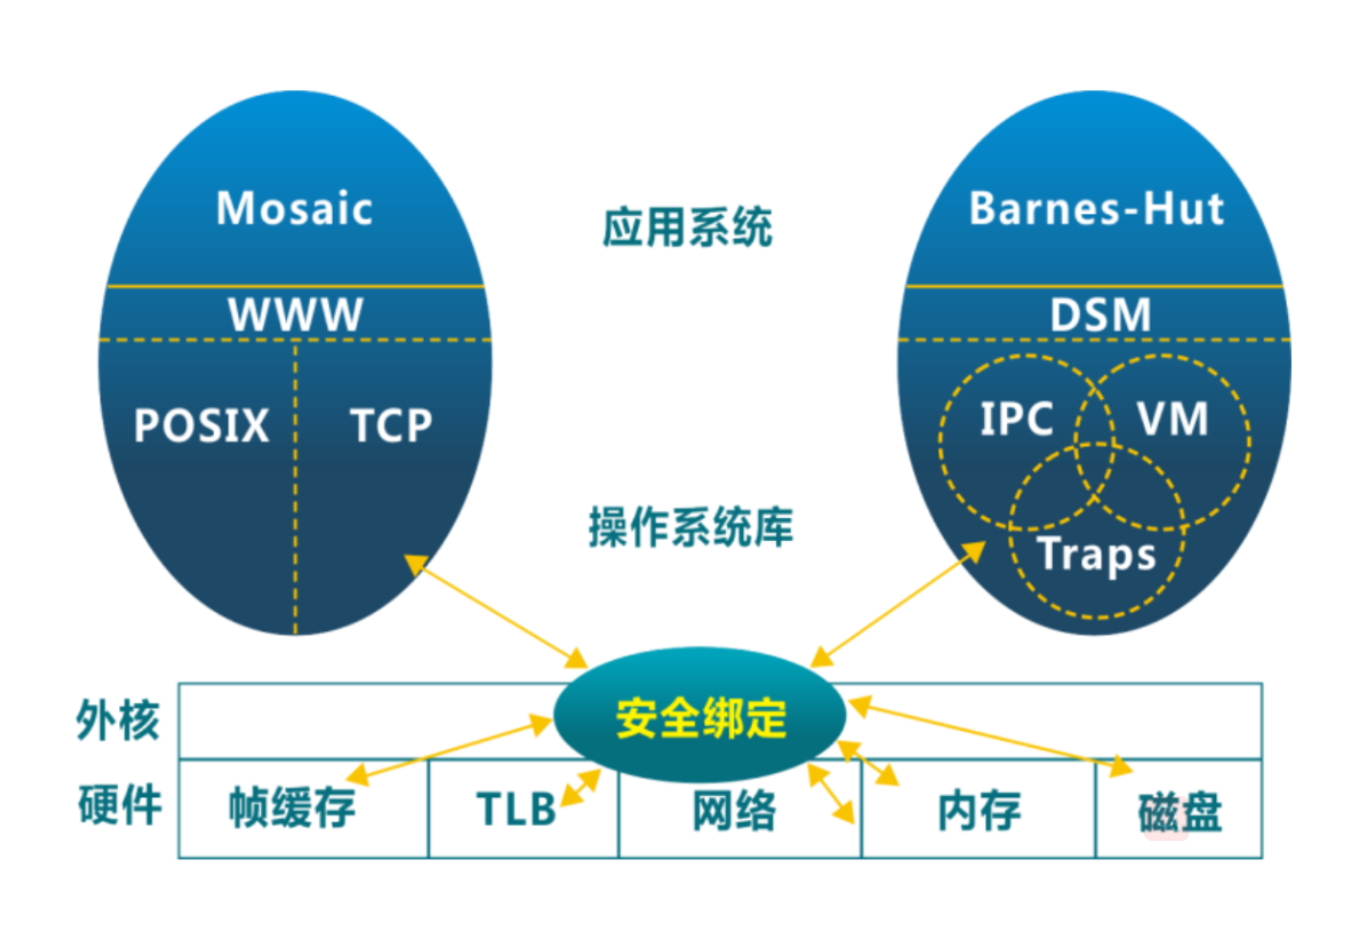 Mosaic
应用系统
Barnes-Hut
WWW
DSM
POSIX
TCP
IPC
VM
操作系统库
Traps
外核
安全绑定
硬件
帧缓存
TLB
网络
内存
磁盘